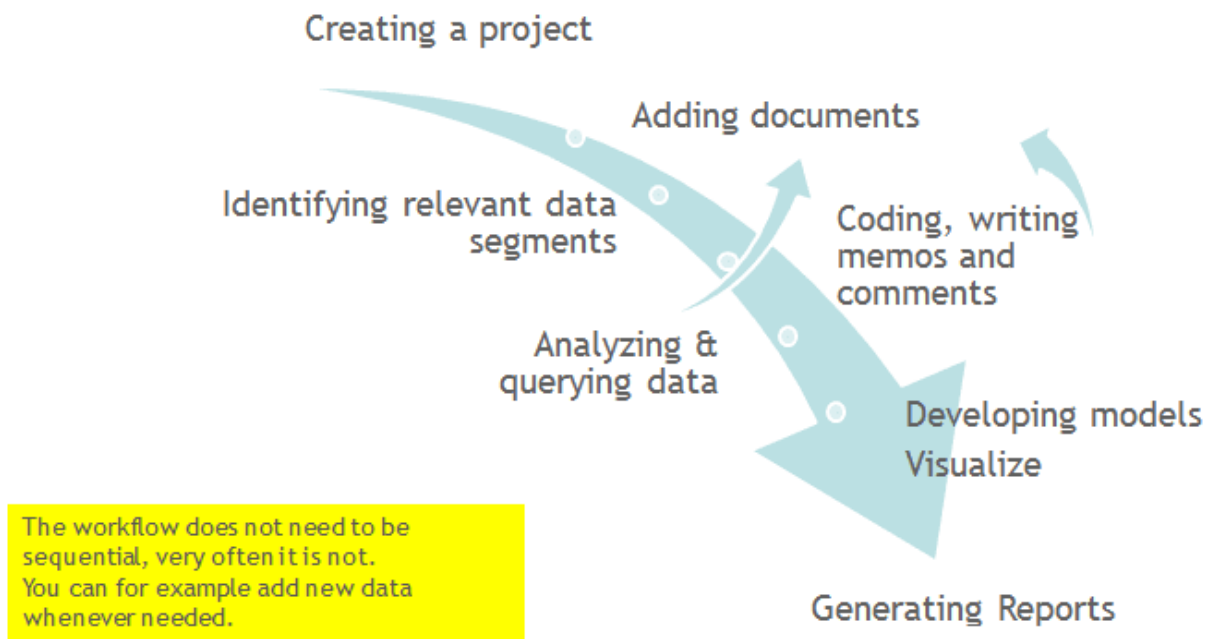 Creating a project
Adding documents
Identifying relevant data
segments
Coding, writing
memos and
comments
Analyzing &
querying data
Developing models
Visualize
The workflow does not need to be
sequential, very often it is not.
You can for example add new data
whenever needed.
Generating Reports